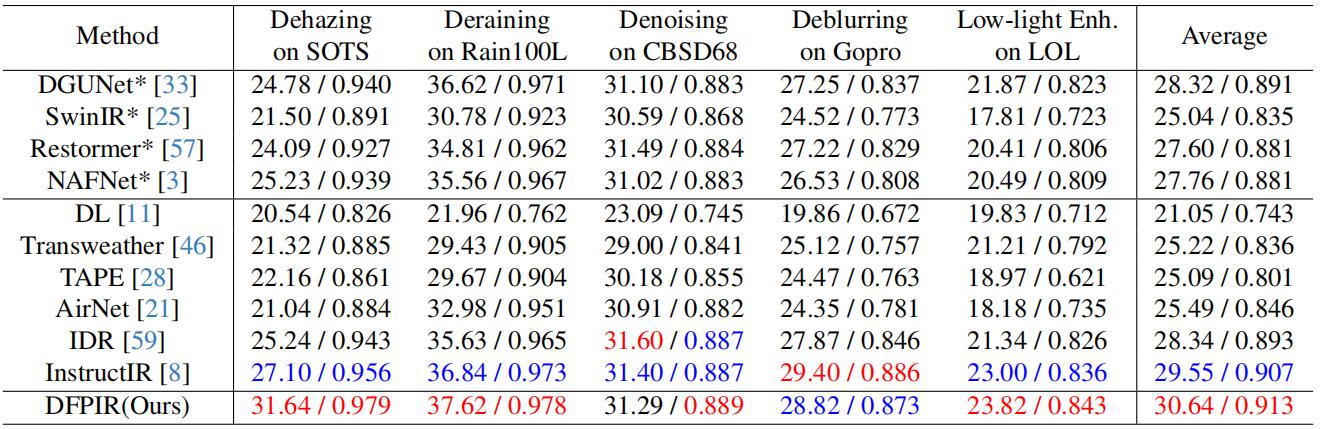 Method Dehazing on SOTS Deraining on Rain100L Denoising on CBSD68 Deblurring on Gopro Low-light Enh. on LOL Average
DGUNet* [33] 24.78 / 0.940 36.62 / 0.971 31.10 / 0.883 27.25 / 0.837 21.87 / 0.823 28.32 / 0.891
SwinIR* [25] 21.50 / 0.891 30.78 / 0.923 30.59 / 0.868 24.52 / 0.773 17.81 / 0.723 25.04 / 0.835
Restormer* [57] 24.09 / 0.927 34.81 / 0.962 31.49 / 0.884 27.22 / 0.829 20.41 / 0.806 27.60 / 0.881
NAFNet* [3] 25.23 / 0.939 35.56 / 0.967 31.02 / 0.883 26.53 / 0.808 20.49 / 0.809 27.76 / 0.881
DL [11] 20.54 / 0.826 21.96 / 0.762 23.09 / 0.745 19.86 / 0.672 19.83 / 0.712 21.05 / 0.743
Transweather [46] 21.32 / 0.885 29.43 / 0.905 29.00 / 0.841 25.12 / 0.757 21.21 / 0.792 25.22 / 0.836
TAPE [28] 22.16 / 0.861 29.67 / 0.904 30.18 / 0.855 24.47 / 0.763 18.97 / 0.621 25.09 / 0.801
AirNet [21] 21.04 / 0.884 32.98 / 0.951 30.91 / 0.882 24.35 / 0.781 18.18 / 0.735 25.49 / 0.846
IDR [59] 25.24 / 0.943 35.63 / 0.965 31.60 / 0.887 27.87 / 0.846 21.34 / 0.826 28.34 / 0.893
InstructIR [8] 27.10 / 0.956 36.84 / 0.973 31.40 / 0.887 29.40 / 0.886 23.00 / 0.836 29.55 / 0.907
DFPIR(Ours) 31.64 / 0.979 37.62 / 0.978 31.29 / 0.889 28.82 / 0.873 23.82 / 0.843 30.64 / 0.913